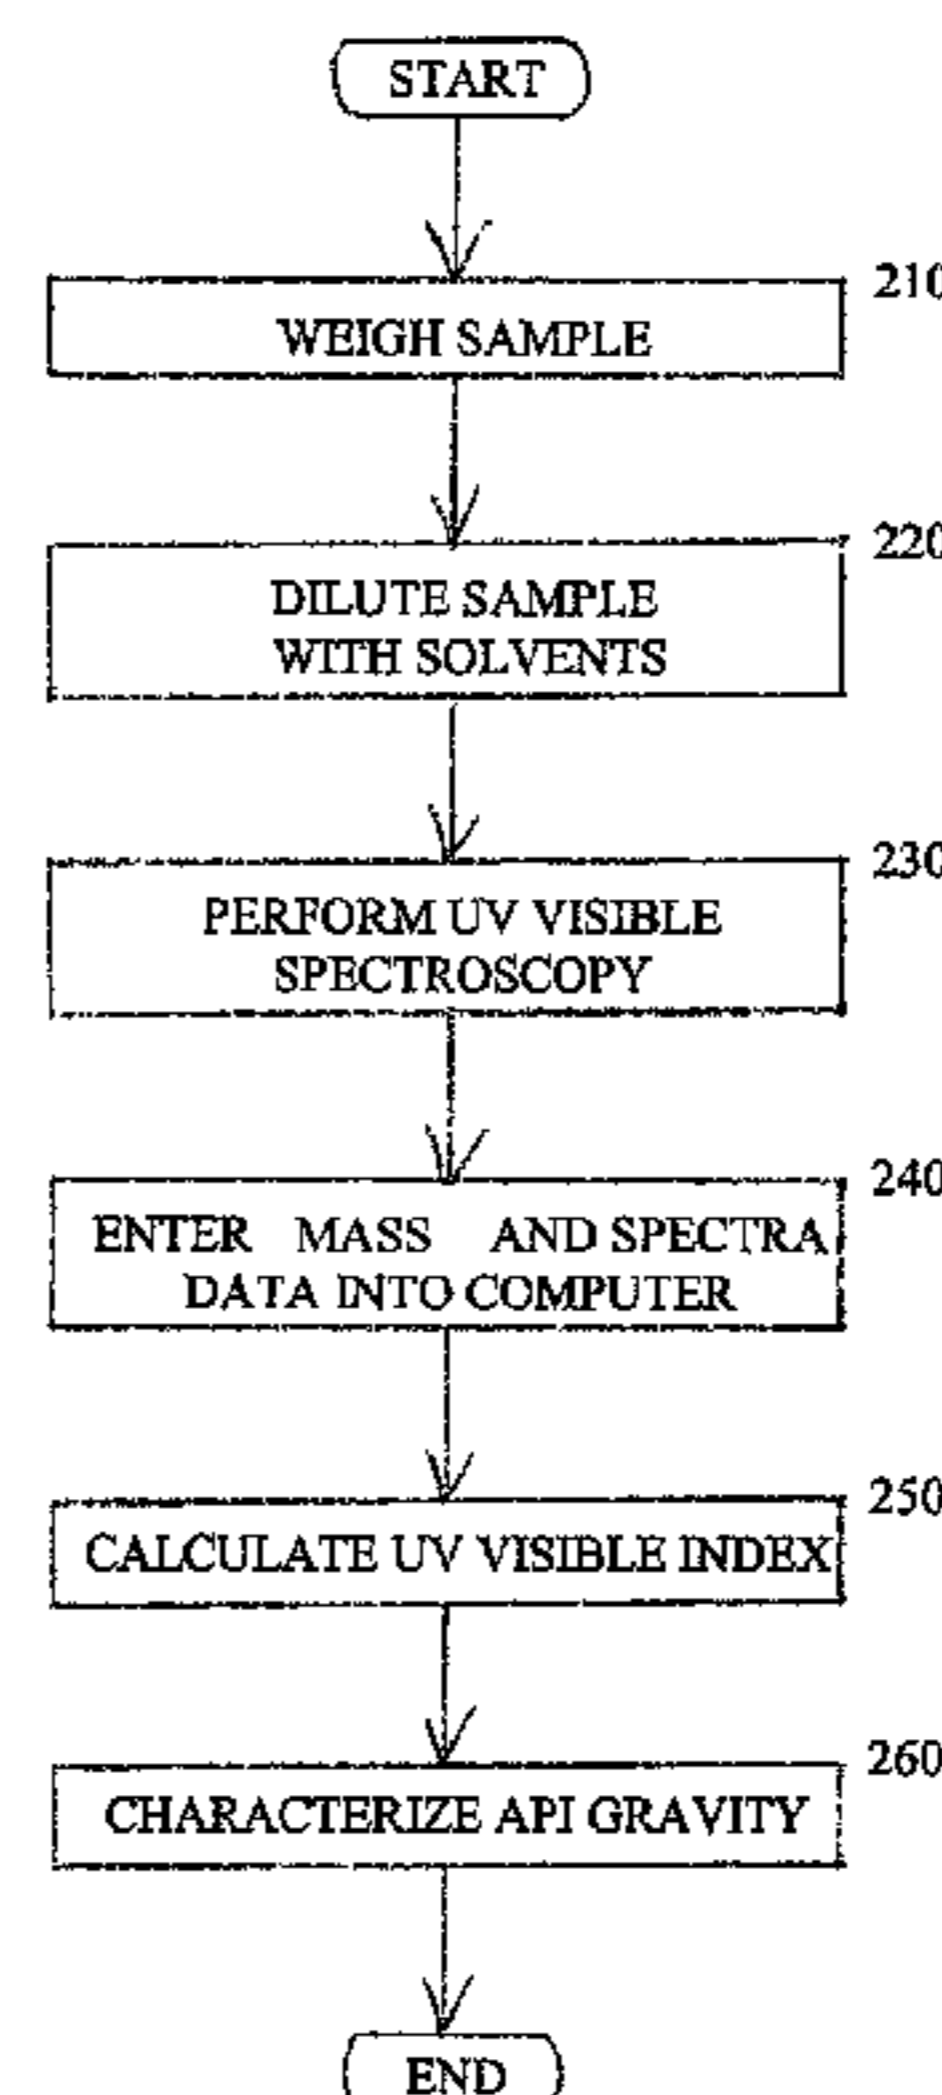 START
210
WEIGH SAMPLE
220
DILUTE SAMPLE
WITH SOLVENTS
230
PERFORM UV VISIBLE
SPECTROSCOPY
240
ENTER MASS AND SPECTRA
DATA INTO COMPUTER
250
CALCULATE UV VISIBLE INDEX
260
CHARACTERIZE API GRAVITY
END